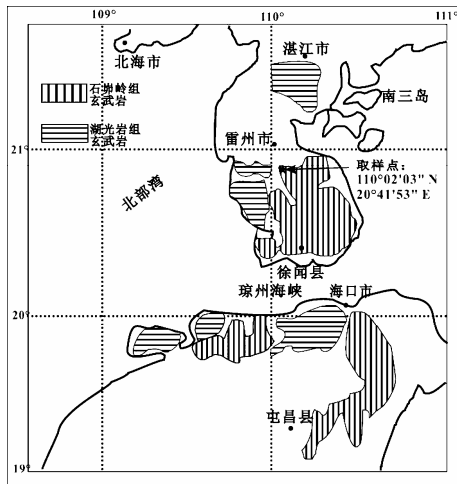 109°
110°
111°
北海市
湛江市
石峁岭组
玄武岩
南三岛
湖光岩组
玄武岩
雷州市
21°
取样点：
110°02'03" N
20°41'53" E
北部湾
徐闻县
琼州海峡
海口市
20°
屯昌县
19°